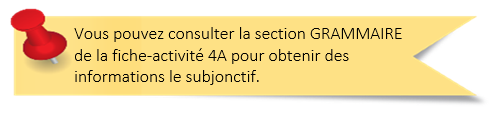 Vous pouvez consulter la section GRAMMAIRE
de la fiche-activité 4A pour obtenir des
informations le subjonctif.